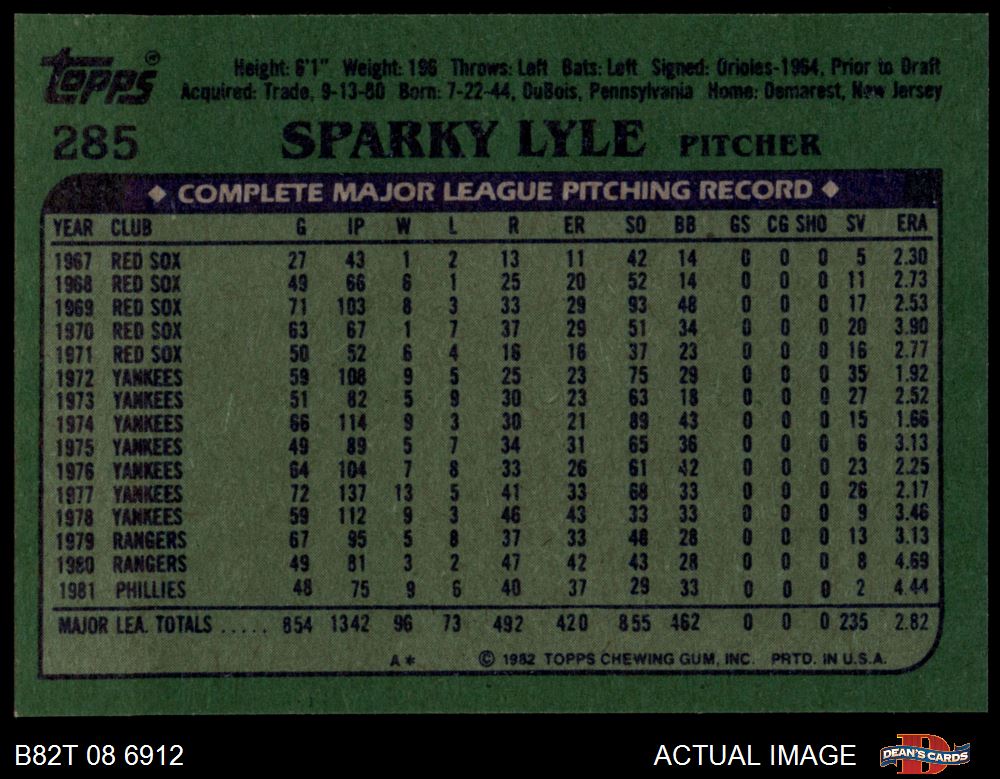 topps®
Height: 6'1" Weight: 196 Throws: Left Bats: Left Signed: Orioles-1964, Prior to Draft
Acquired: Trade, 9-13-80 Born: 7-22-44, DuBois, Pennsylvania Home: Demarest, New Jersey
285 SPARKY LYLE PITCHER
◆ COMPLETE MAJOR LEAGUE PITCHING RECORD ◆
YEAR CLUB G IP W L R ER SO BB GS CG SHO SV ERA
1967 RED SOX 27 43 1 2 13 11 42 14 0 0 0 5 2.30
1968 RED SOX 49 66 6 1 25 20 52 14 0 0 0 11 2.73
1969 RED SOX 71 103 8 3 33 29 93 48 0 0 0 17 2.53
1970 RED SOX 63 67 1 7 37 29 51 34 0 0 0 20 3.90
1971 RED SOX 50 52 6 4 16 16 37 23 0 0 0 16 2.77
1972 YANKEES 59 108 9 5 25 23 75 29 0 0 0 35 1.92
1973 YANKEES 51 82 5 9 30 23 63 18 0 0 0 27 2.52
1974 YANKEES 66 114 9 3 30 21 89 43 0 0 0 15 1.66
1975 YANKEES 49 89 5 7 34 31 65 36 0 0 0 6 3.13
1976 YANKEES 64 104 7 8 33 26 61 42 0 0 0 23 2.25
1977 YANKEES 72 137 13 5 41 33 68 33 0 0 0 26 2.17
1978 YANKEES 59 112 9 3 46 43 33 33 0 0 0 9 3.46
1979 RANGERS 67 95 5 8 37 33 48 28 0 0 0 13 3.13
1980 RANGERS 49 81 3 2 47 42 43 28 0 0 0 8 4.69
1981 PHILLIES 48 75 9 6 40 37 29 33 0 0 0 2 4.44
MAJOR LEA. TOTALS ..... 854 1342 96 73 492 420 855 462 0 0 0 235 2.82
A* © 1982 TOPPS CHEWING GUM, INC. PRTD. IN U.S.A.
B82T 08 6912 ACTUAL IMAGE DEAN'S CARDS